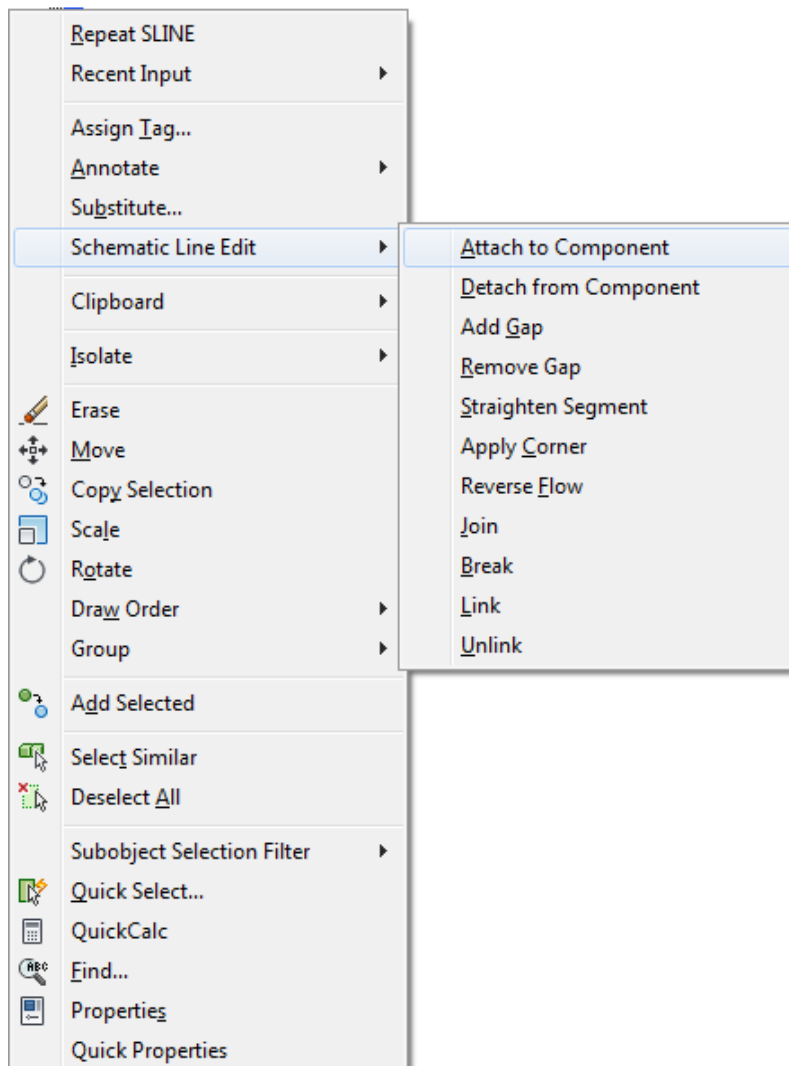 Repeat SLINE
Recent Input
Assign Tag...
Annotate
Substitute...
Schematic Line Edit
Clipboard
Isolate
Erase
Move
Copy Selection
Scale
Rotate
Draw Order
Group
Add Selected
Select Similar
Deselect All
Subobject Selection Filter
Quick Select...
QuickCalc
ABC
Find...
Properties
Quick Properties
Attach to Component
Detach from Component
Add Gap
Remove Gap
Straighten Segment
Apply Corner
Reverse Flow
Join
Break
Link
Unlink